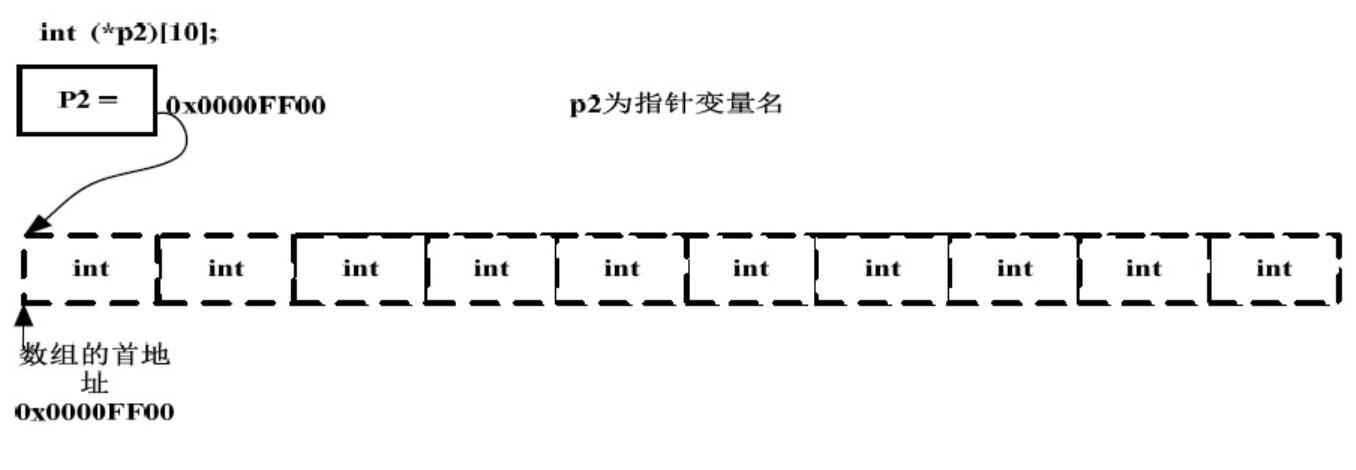 int (*p2)[10];
P2 =
0x0000FF00
p2为指针变量名
int int int int int int int int int int
数组的首地
址
0x0000FF00